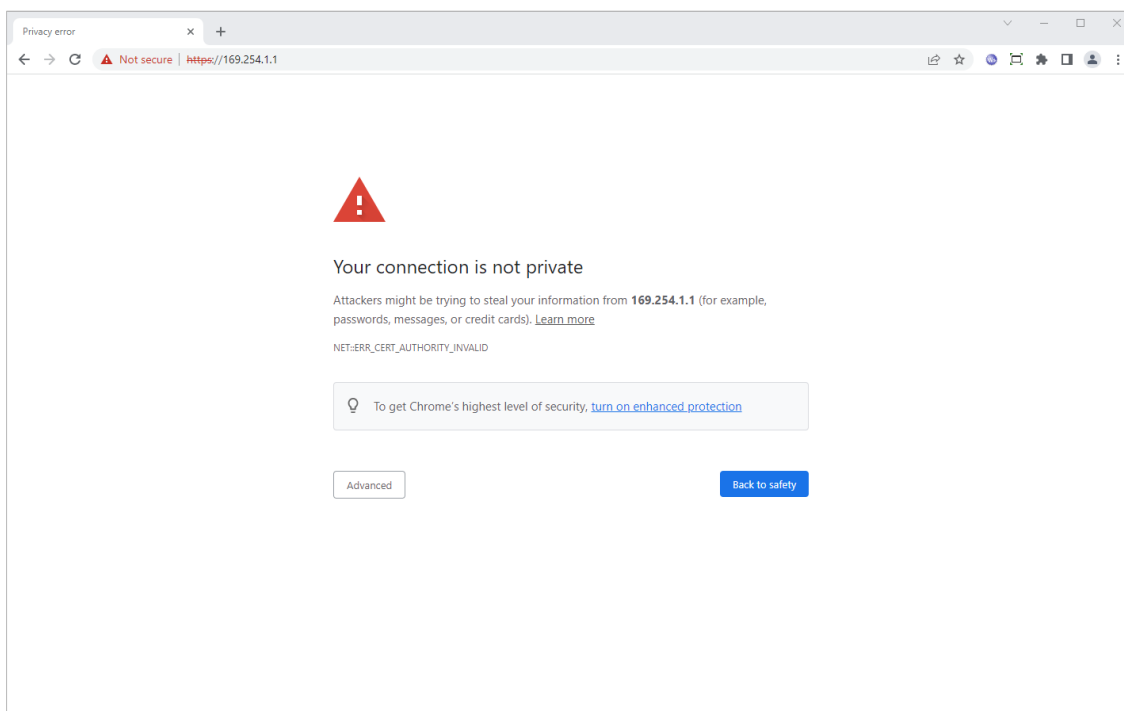 Privacy error
Not secure | https://169.254.1.1
Your connection is not private
Attackers might be trying to steal your information from 169.254.1.1 (for example,
passwords, messages, or credit cards). Learn more
NET::ERR_CERT_AUTHORITY_INVALID
To get Chrome's highest level of security, turn on enhanced protection
Advanced
Back to safety